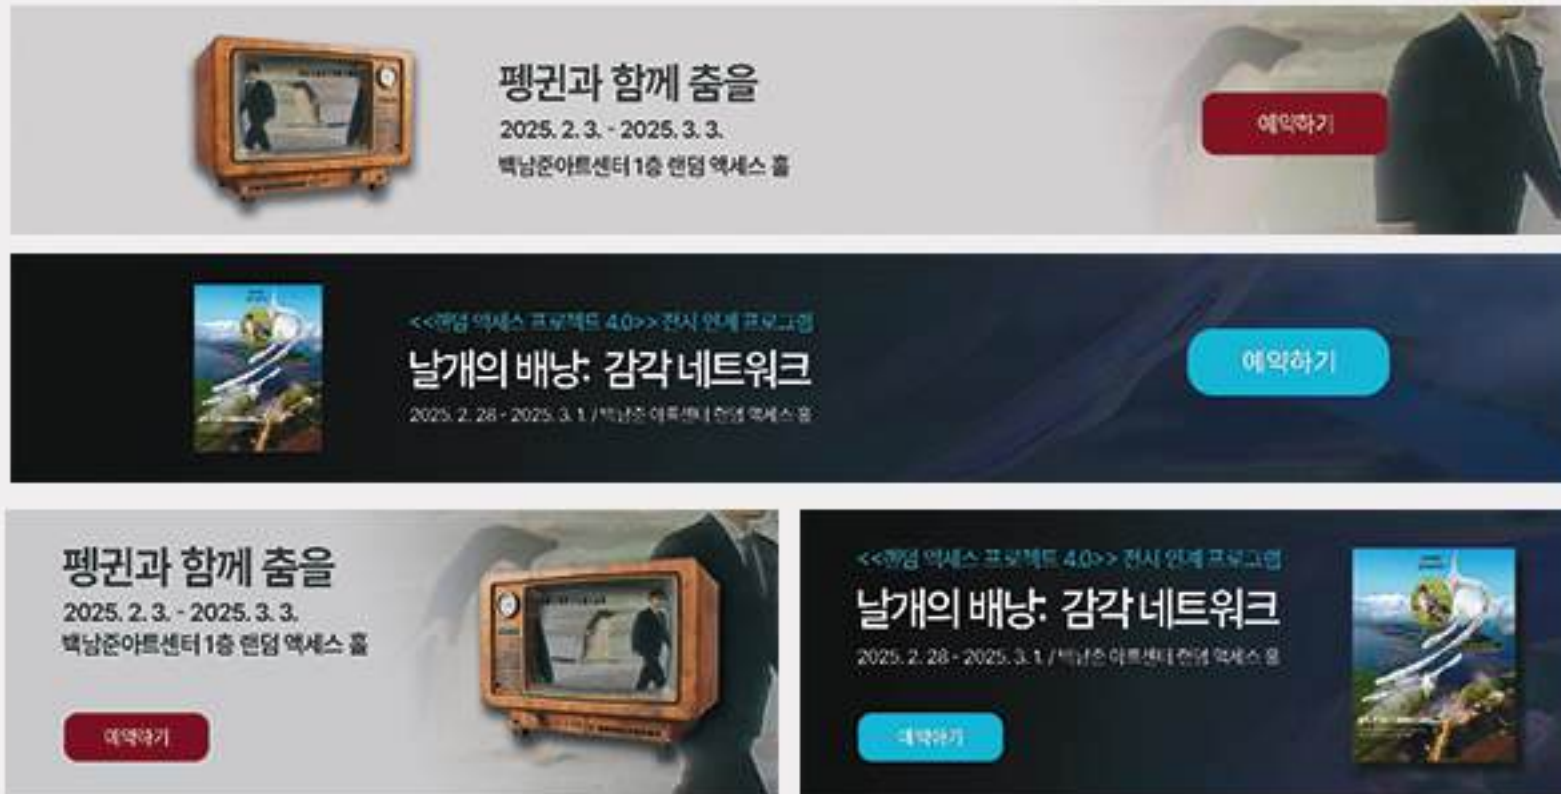 펭귄과 함께 춤을
2025. 2. 3. - 2025. 3. 3.
백남준아트센터 1층 랜덤 액세스 홀
예약하기
<<랜덤 액세스 프로젝트 4.0>> 전시 연계 프로그램
날개의 배낭: 감각 네트워크
2025. 2. 28 - 2025. 3. 1. / 백남준 아트센터 랜덤 액세스 홀
예약하기
펭귄과 함께 춤을
2025. 2. 3. - 2025. 3. 3.
백남준아트센터 1층 랜덤 액세스 홀
예약하기
<<랜덤 액세스 프로젝트 4.0>> 전시 연계 프로그램
날개의 배낭: 감각 네트워크
2025. 2. 28 - 2025. 3. 1. / 백남준 아트센터 랜덤 액세스 홀
예약하기